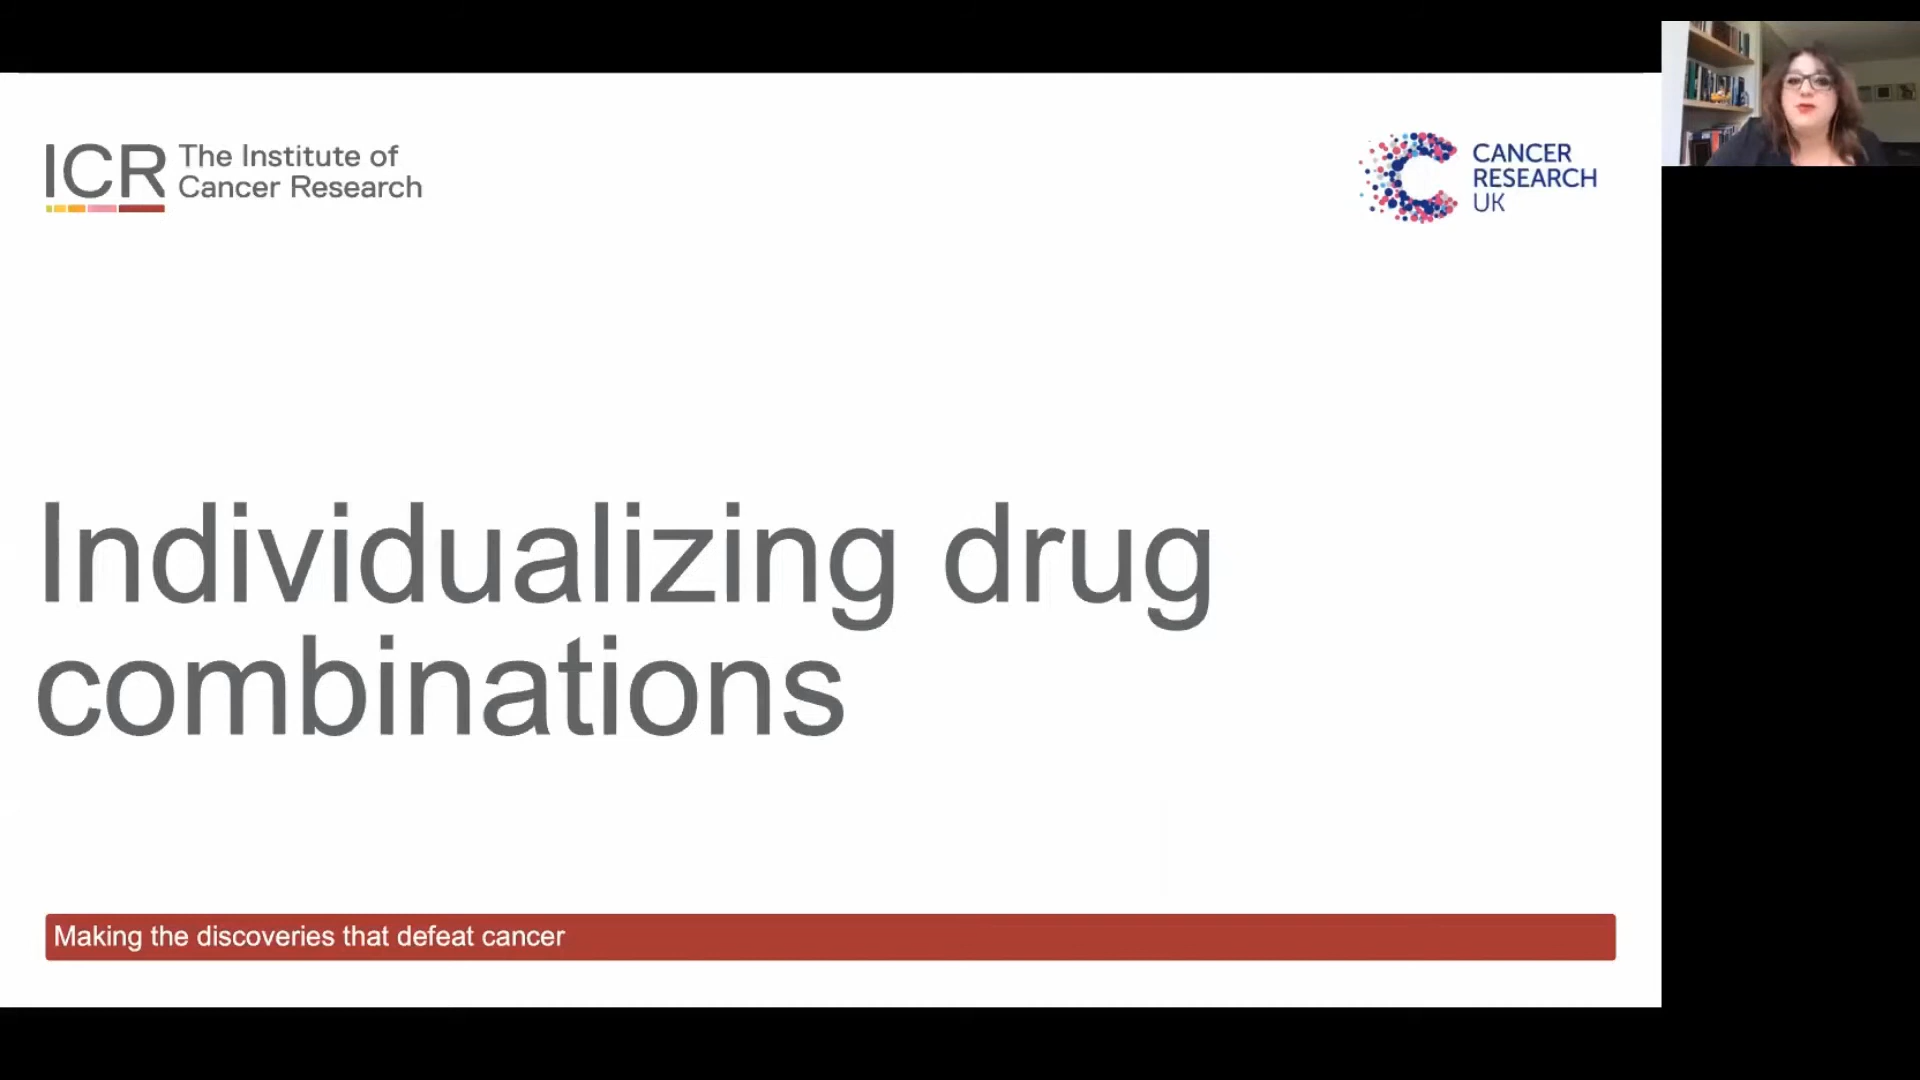 ICR The Institute of
Cancer Research
CANCER
RESEARCH
UK
Individualizing drug
combinations
Making the discoveries that defeat cancer